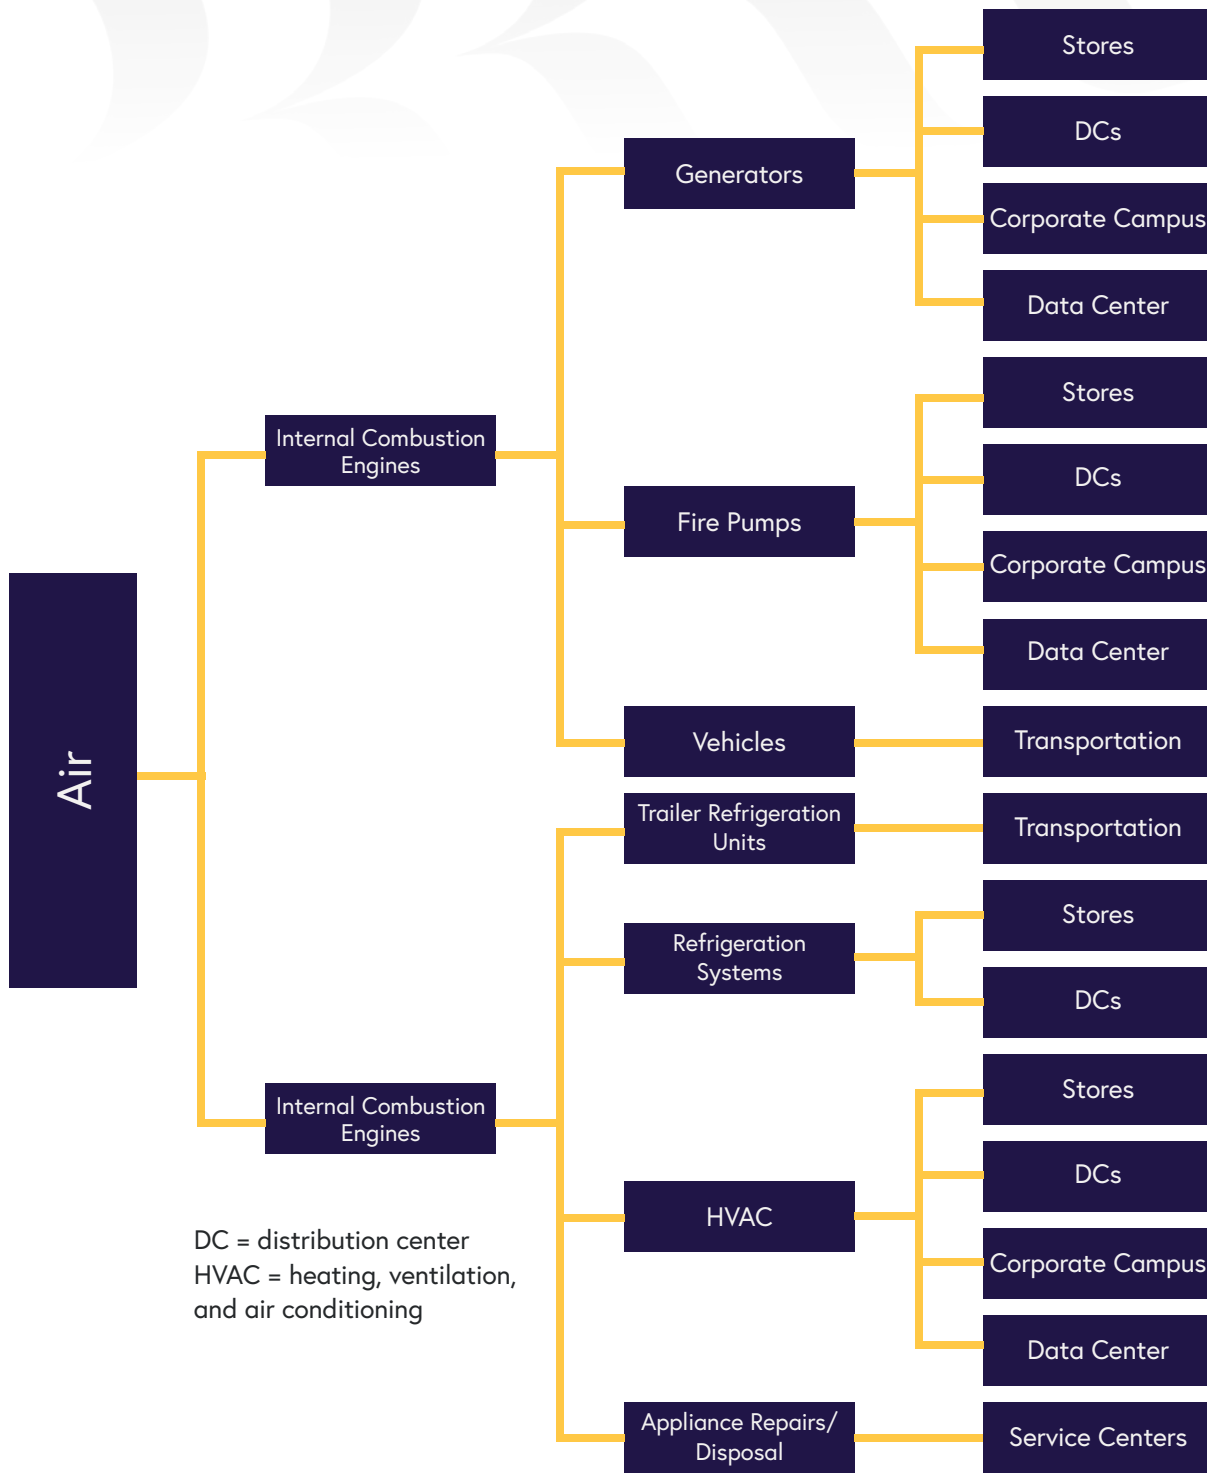 Air
Internal Combustion
Engines
Generators
Stores
DCs
Corporate Campus
Data Center
Fire Pumps
Stores
DCs
Corporate Campus
Data Center
Vehicles
Transportation
Internal Combustion
Engines
Trailer Refrigeration
Units
Transportation
Refrigeration
Systems
Stores
DCs
HVAC
Stores
DCs
Corporate Campus
Data Center
Appliance Repairs/
Disposal
Service Centers
DC = distribution center
HVAC = heating, ventilation,
and air conditioning